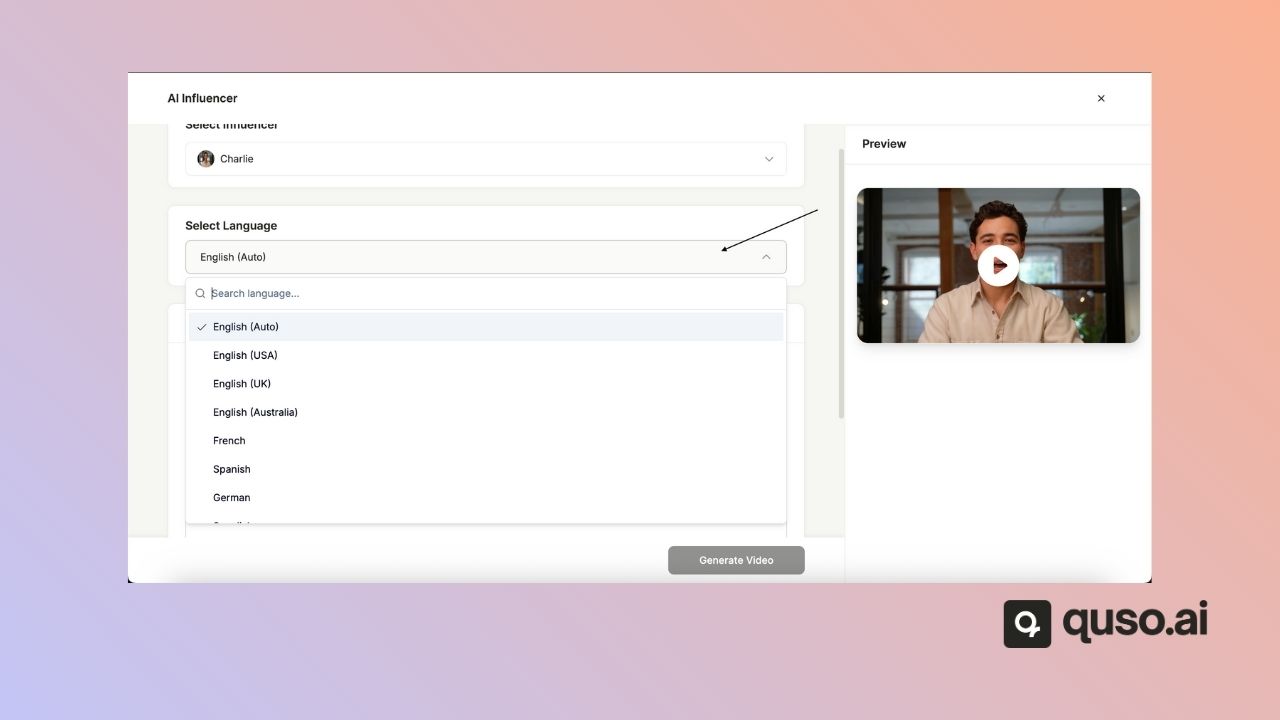 AI Influencer
Select Influencer
Charlie
Select Language
English (Auto)
Search language...
English (Auto)
English (USA)
English (UK)
English (Australia)
French
Spanish
German
Generate Video
Preview
quso.ai